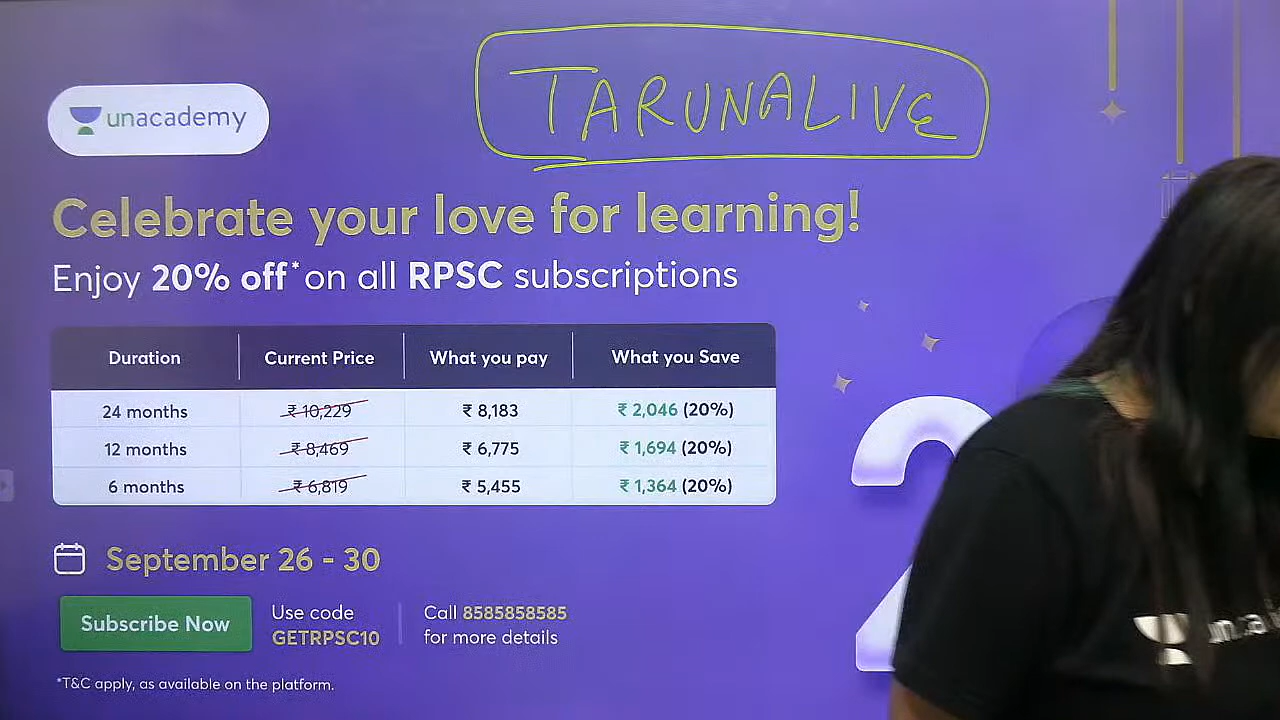 TARUNALIVE
unacademy
Celebrate your love for learning!
Enjoy 20% off* on all RPSC subscriptions
Duration Current Price What you pay What you Save
24 months ₹ 10,229 ₹ 8,183 ₹ 2,046 (20%)
12 months ₹ 8,469 ₹ 6,775 ₹ 1,694 (20%)
6 months ₹ 6,819 ₹ 5,455 ₹ 1,364 (20%)
September 26 - 30
Subscribe Now
Use code
GETRPSC10
Call 8585858585
for more details
*T&C apply, as available on the platform.